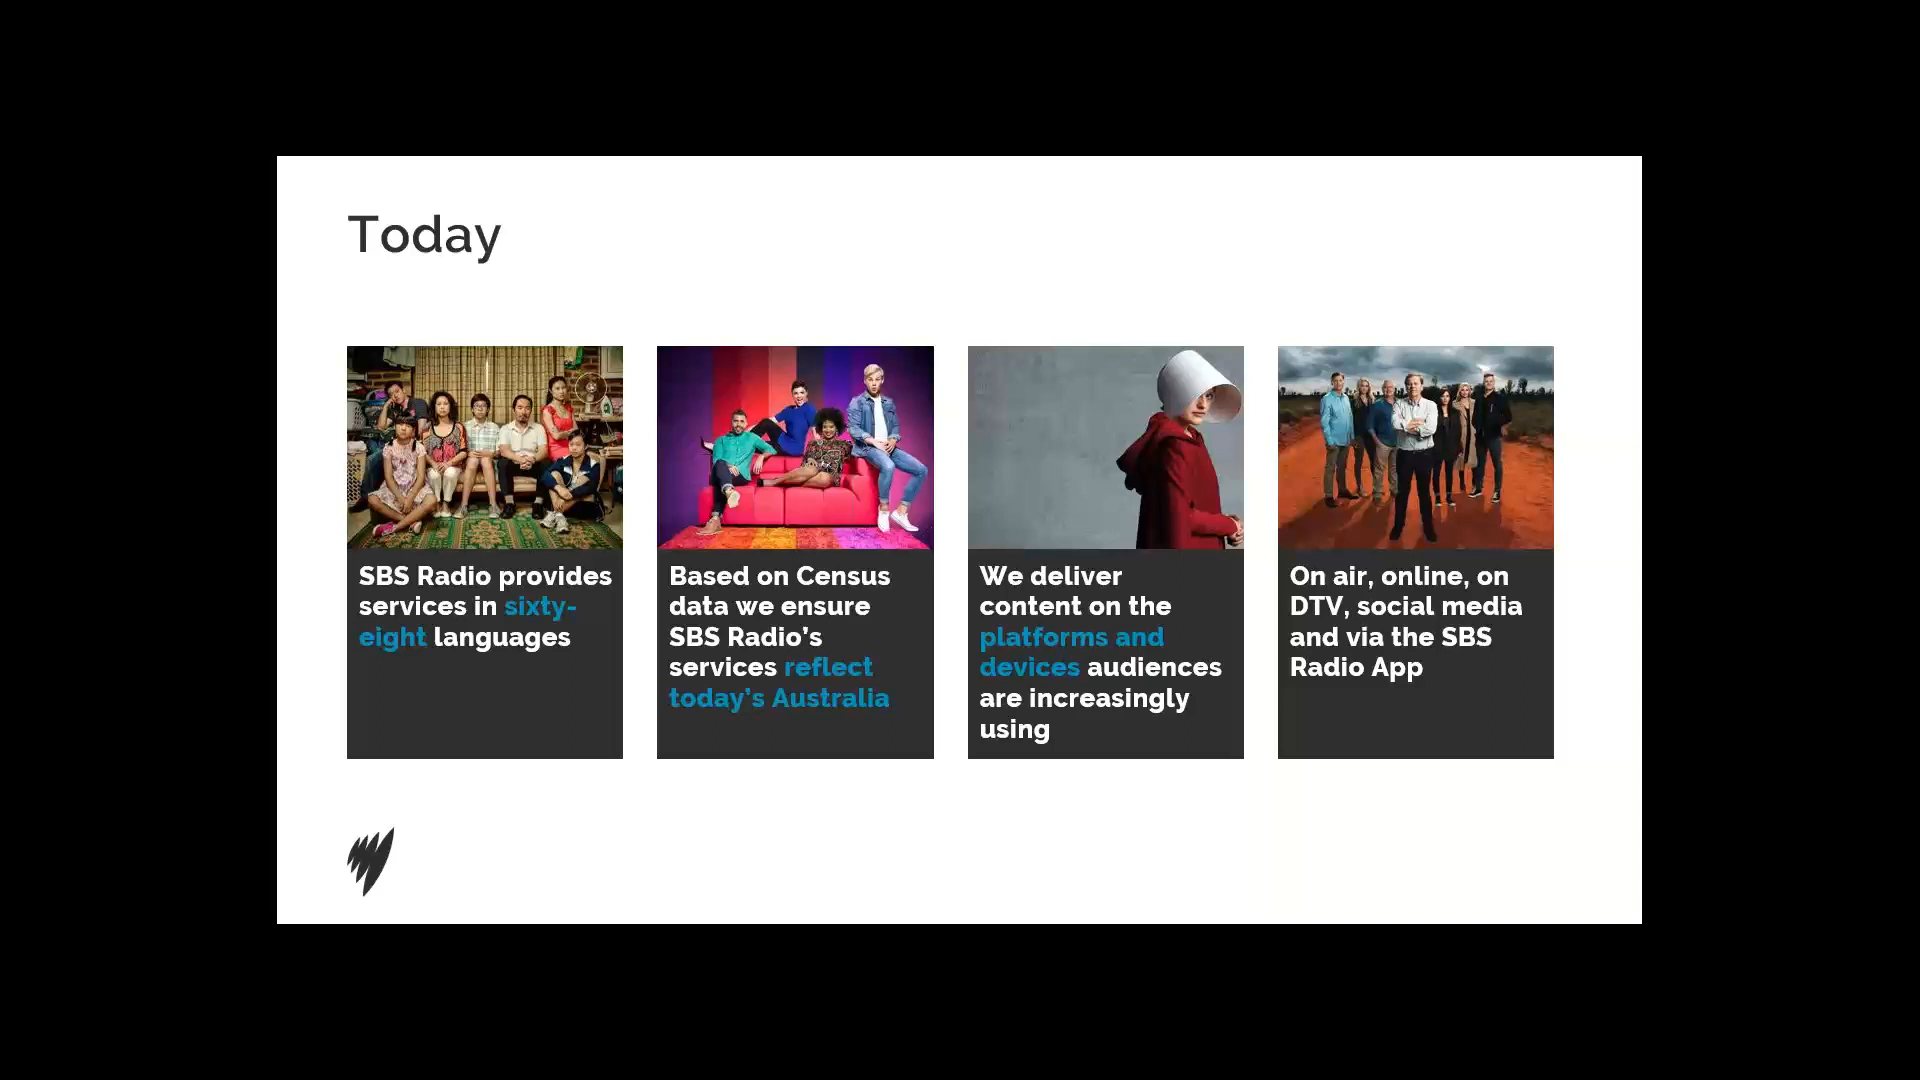 Today
SBS Radio provides
services in sixty-
eight languages
Based on Census
data we ensure
SBS Radio’s
services reflect
today’s Australia
We deliver
content on the
platforms and
devices audiences
are increasingly
using
On air, online, on
DTV, social media
and via the SBS
Radio App